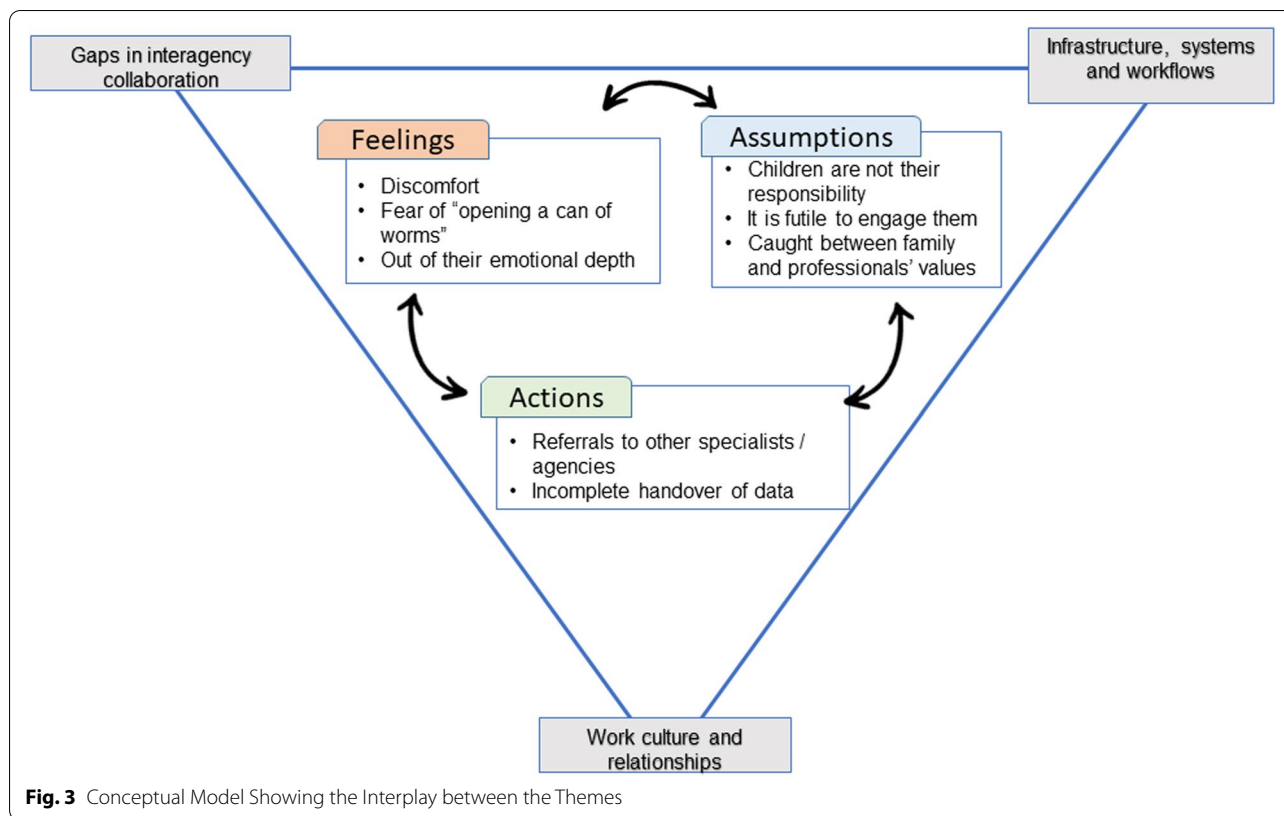 Gaps in interagency
collaboration
Infrastructure, systems
and workflows
Feelings
• Discomfort
• Fear of “opening a can of
worms”
• Out of their emotional depth
Assumptions
• Children are not their
responsibility
• It is futile to engage them
• Caught between family
and professionals’ values
Actions
• Referrals to other specialists /
agencies
• Incomplete handover of data
Work culture and
relationships
Fig. 3 Conceptual Model Showing the Interplay between the Themes